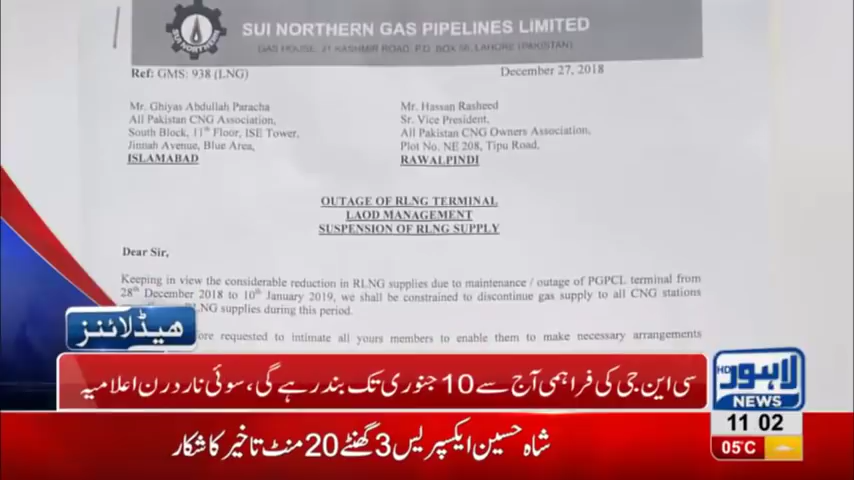 SUI NORTHERN GAS PIPELINES LIMITED
GAS HOUSE, 21 KASHMIR ROAD, P.O. BOX 56, LAHORE (PAKISTAN)
SUI NORTHERN
Ref: GMS: 938 (LNG)
December 27, 2018
Mr. Ghiyas Abdullah Paracha
All Pakistan CNG Association,
South Block, 11th Floor, ISE Tower,
Jinnah Avenue, Blue Area,
ISLAMABAD
Mr. Hassan Rasheed
Sr. Vice President,
All Pakistan CNG Owners Association,
Plot No. NE 208, Tipu Road,
RAWALPINDI
OUTAGE OF RLNG TERMINAL
LAOD MANAGEMENT
SUSPENSION OF RLNG SUPPLY
Dear Sir,
Keeping in view the considerable reduction in RLNG supplies due to maintenance / outage of PGPCL terminal from
28th December 2018 to 10th January 2019, we shall be constrained to discontinue gas supply to all CNG stations
RLNG supplies during this period.
requested to intimate all yours members to enable them to make necessary arrangements
ہیڈلائنز
سی این جی کی فراہمی آج سے 10 جنوری تک بند رہے گی، سوئی ناردرن اعلامیہ
شاہ حسین ایکسپریس 3 گھنٹے 20 منٹ تاخیر کا شکار
لاہور
HD
NEWS
11 02
05°C